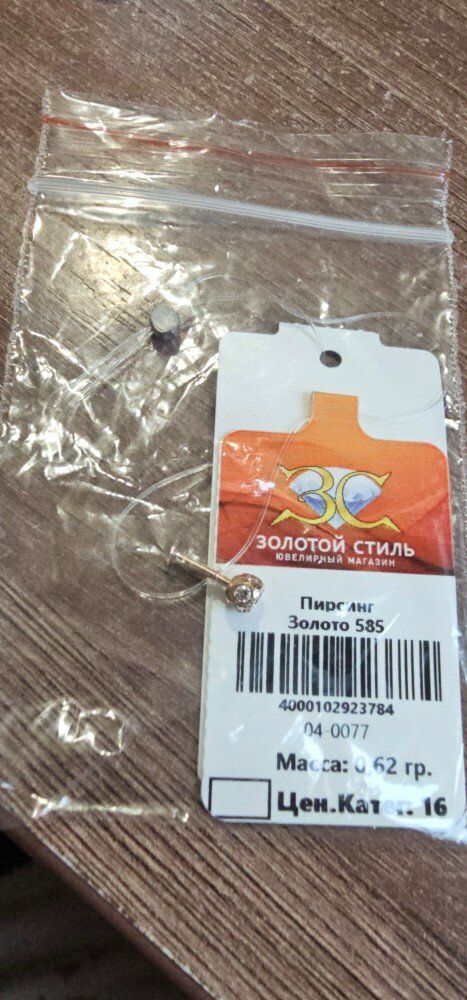 ЗС
ЗОЛОТОЙ СТИЛЬ
ЮВЕЛИРНЫЙ МАГАЗИН
Пирсинг
Золото 585
4000102923784
04-0077
Масса: 0,62 гр.
Цен.Катег: 16